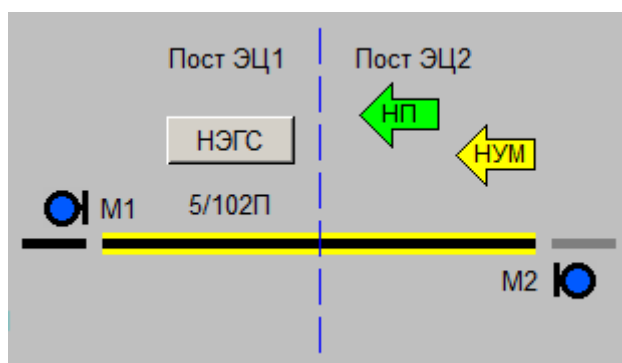 Пост ЭЦ1
Пост ЭЦ2
НП
НЭГС
НУМ
М1
5/102П
М2